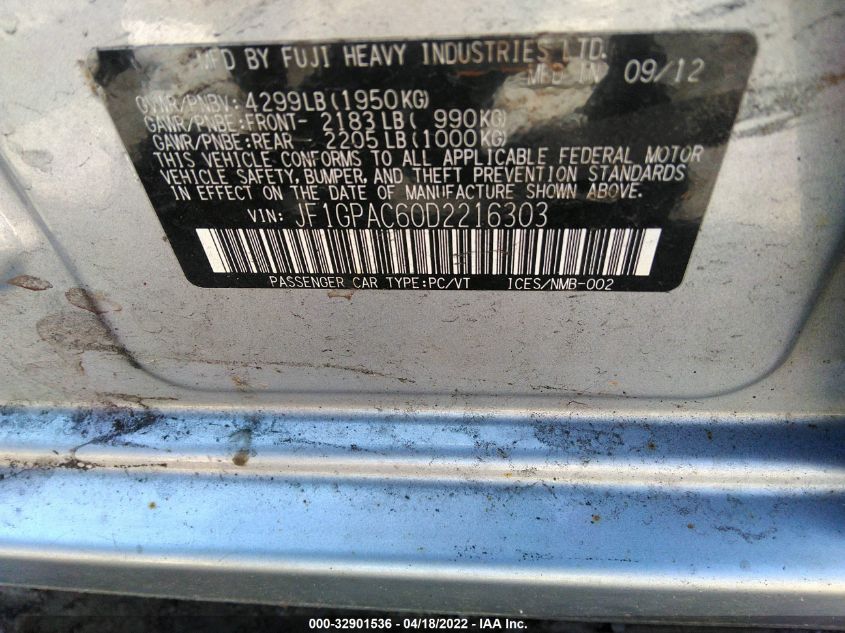 MFD BY FUJI HEAVY INDUSTRIES LTD.
MFD IN 09/12
GVWR/PNBV: 4299LB(1950KG)
GAWR/PNBE:FRONT- 2183LB( 990KG)
GAWR/PNBE:REAR - 2205LB(1000KG)
THIS VEHICLE CONFORMS TO ALL APPLICABLE FEDERAL MOTOR
VEHICLE SAFETY, BUMPER, AND THEFT PREVENTION STANDARDS
IN EFFECT ON THE DATE OF MANUFACTURE SHOWN ABOVE.
VIN: JF1GPAC60D2216303
PASSENGER CAR TYPE:PC/VT ICES/NMB-002
000-32901536 - 04/18/2022 - IAA Inc.